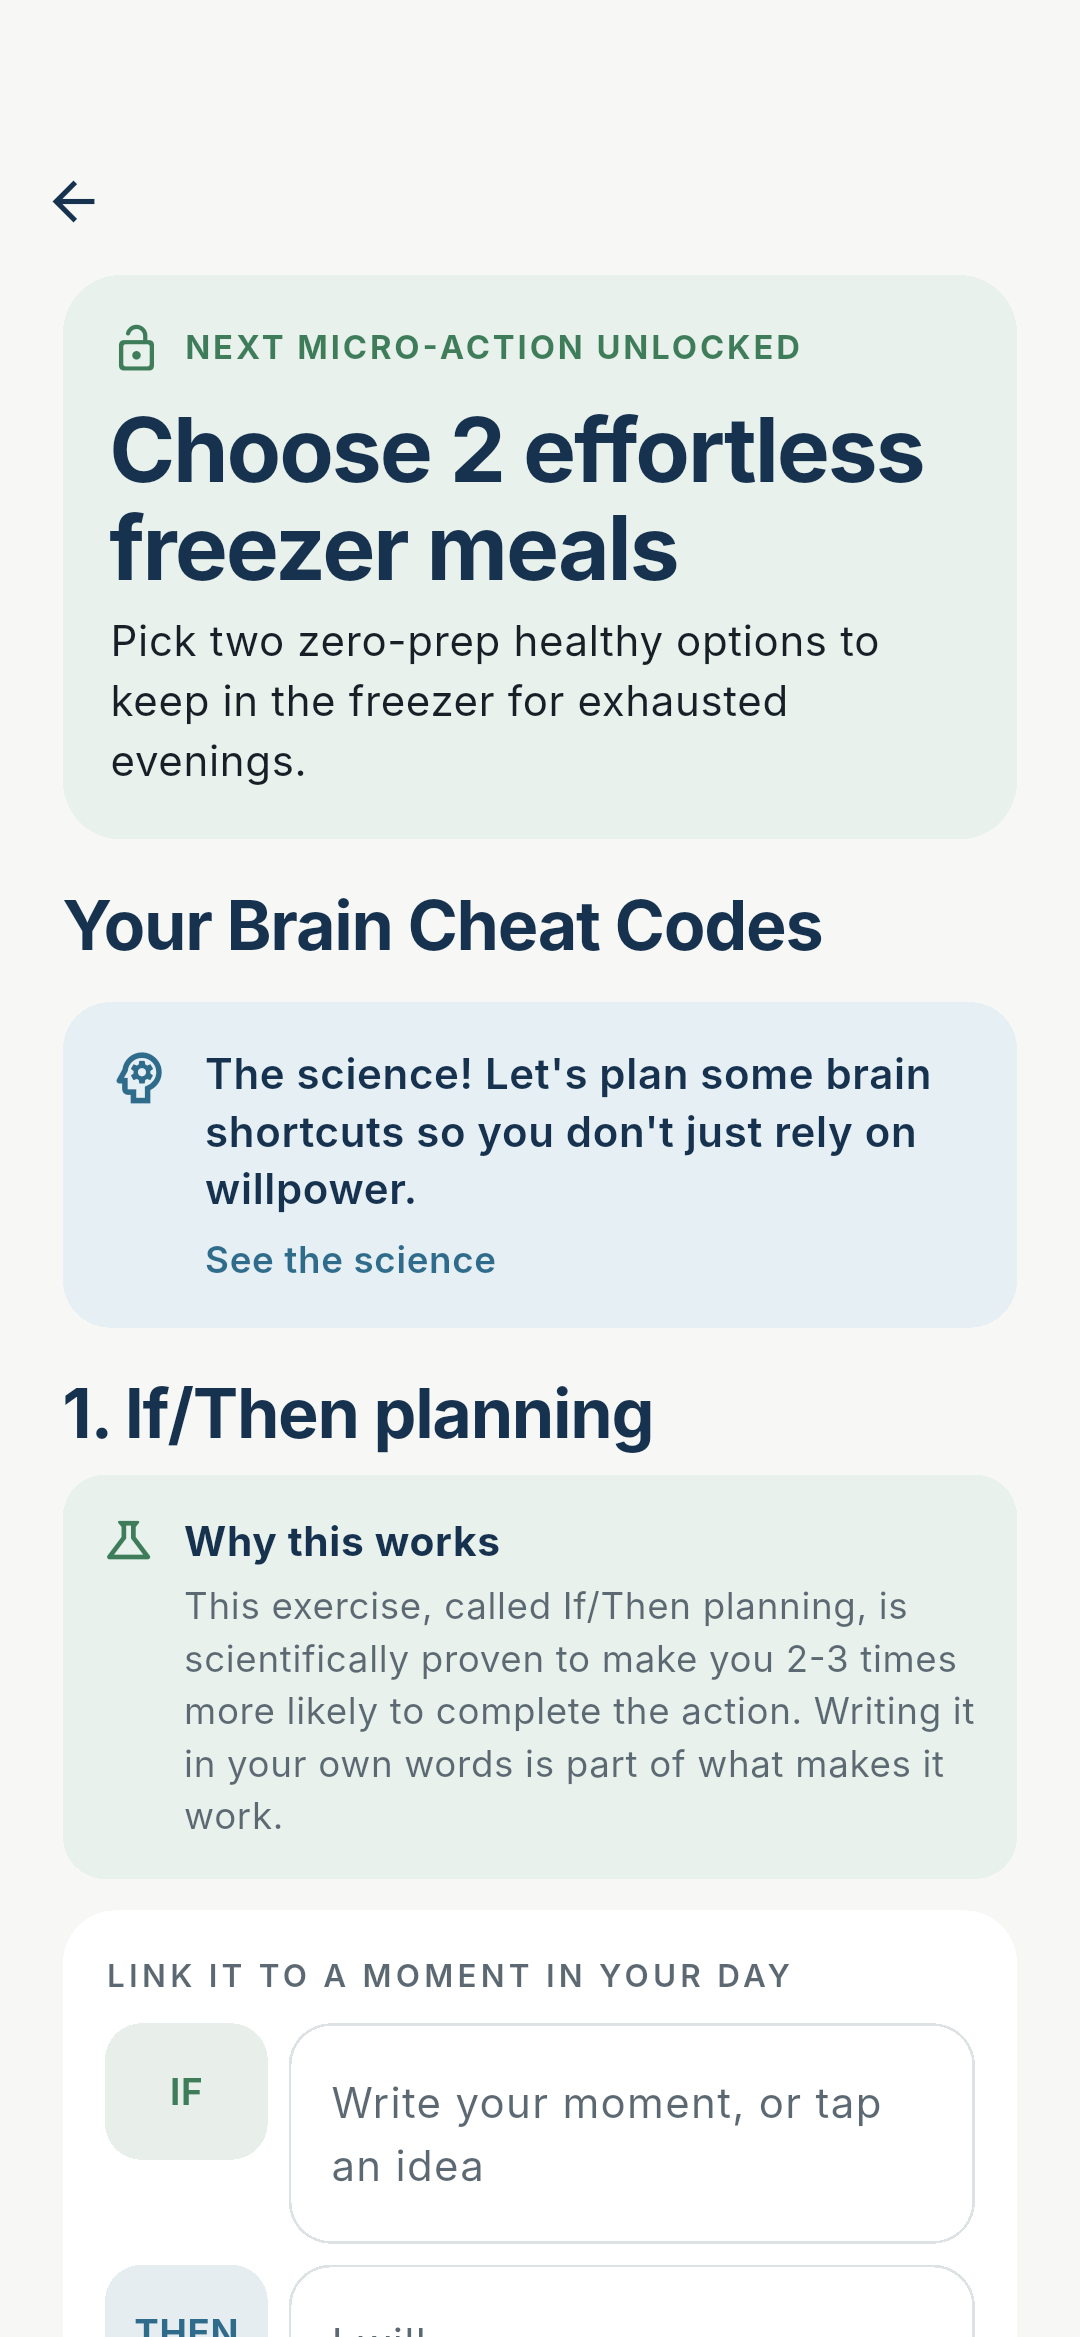 NEXT MICRO-ACTION UNLOCKED
Choose 2 effortless
freezer meals
Pick two zero-prep healthy options to
keep in the freezer for exhausted
evenings.
Your Brain Cheat Codes
The science! Let's plan some brain
shortcuts so you don't just rely on
willpower.
See the science
1. If/Then planning
Why this works
This exercise, called If/Then planning, is
scientifically proven to make you 2-3 times
more likely to complete the action. Writing it
in your own words is part of what makes it
work.
LINK IT TO A MOMENT IN YOUR DAY
IF
Write your moment, or tap
an idea
THEN
I will